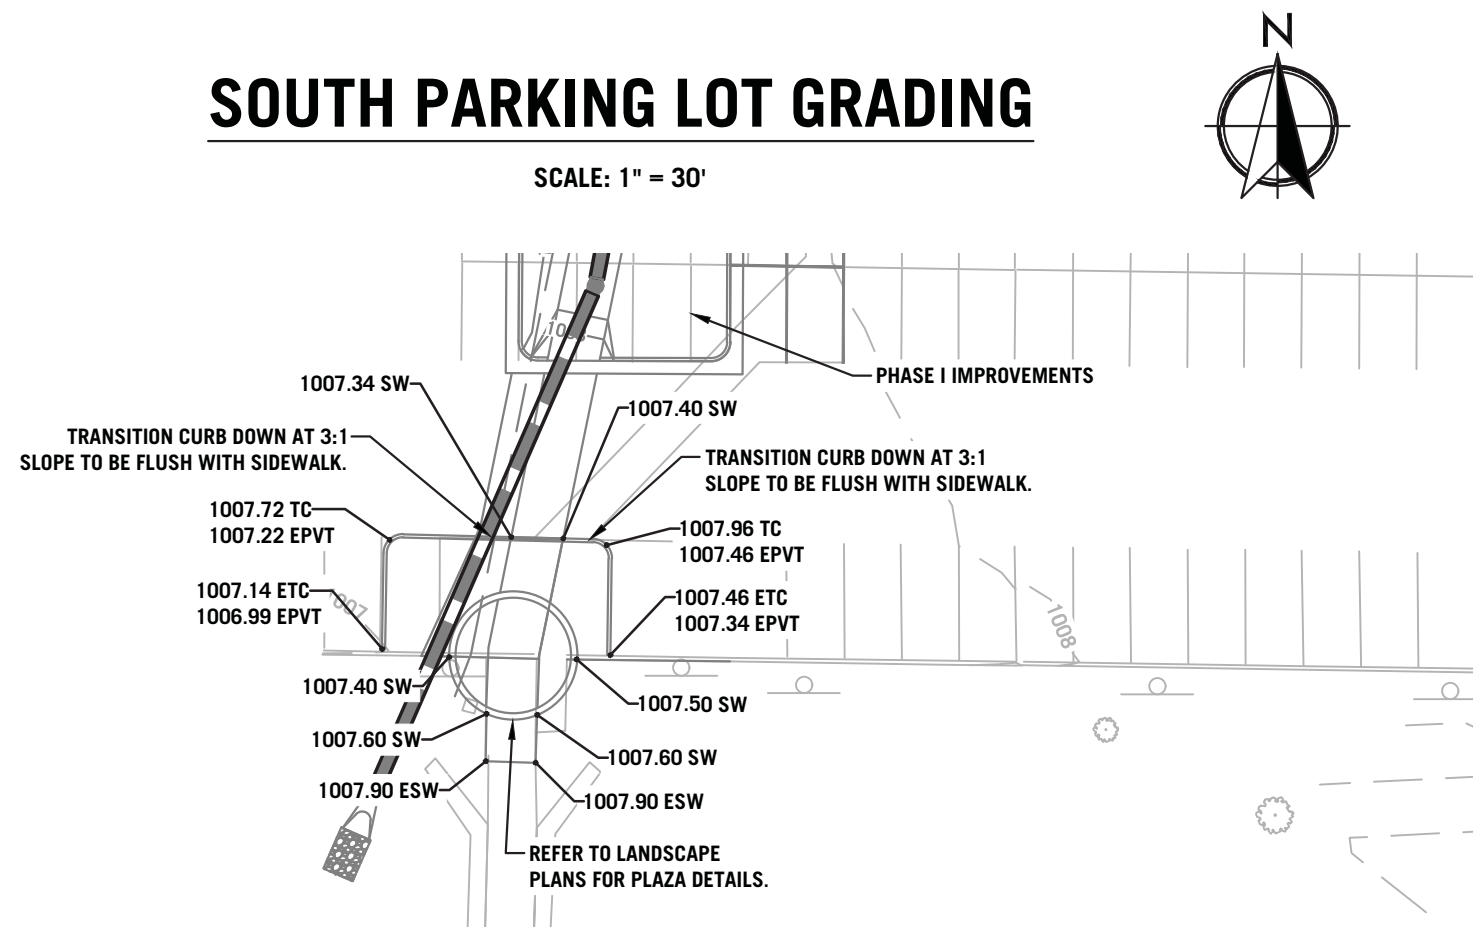 N
SOUTH PARKING LOT GRADING
SCALE: 1" = 30'
1007.34 SW
PHASE I IMPROVEMENTS
1007.40 SW
TRANSITION CURB DOWN AT 3:1
SLOPE TO BE FLUSH WITH SIDEWALK.
TRANSITION CURB DOWN AT 3:1
SLOPE TO BE FLUSH WITH SIDEWALK.
1007.72 TC
1007.22 EPVT
1007.96 TC
1007.46 EPVT
1007.14 ETC
1006.99 EPVT
1007.46 ETC
1007.34 EPVT
1008
1007.40 SW
1007.50 SW
1007.60 SW
1007.60 SW
1007.90 ESW
1007.90 ESW
REFER TO LANDSCAPE
PLANS FOR PLAZA DETAILS.